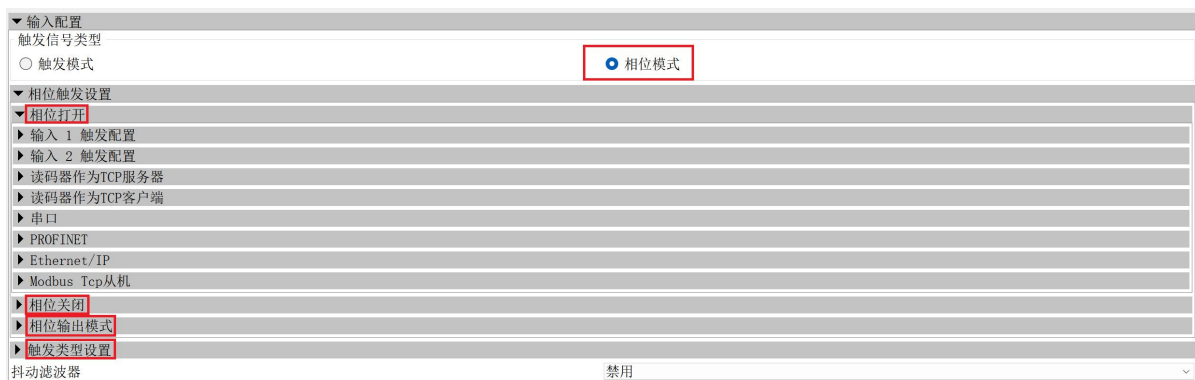 输入配置
触发信号类型
触发模式 相位模式
相位触发设置
相位打开
输入 1 触发配置
输入 2 触发配置
读码器作为TCP服务器
读码器作为TCP客户端
串口
PROFINET
Ethernet/IP
Modbus Tcp从机
相位关闭
相位输出模式
触发类型设置
抖动滤波器 禁用